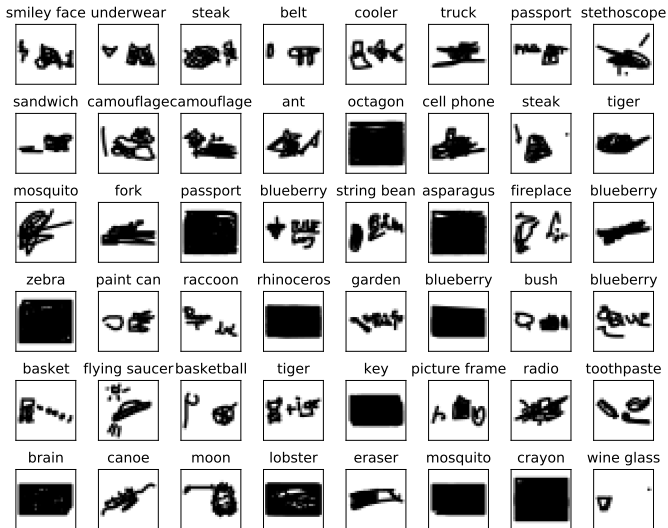 smiley face underwear steak belt cooler truck passport stethoscope
sandwich camouflage camouflage ant octagon cell phone steak tiger
mosquito fork passport blueberry string bean asparagus fireplace blueberry
BLUE
zebra paint can raccoon rhinoceros garden blueberry bush blueberry
BLUE
basket flying saucer basketball tiger key picture frame radio toothpaste
brain canoe moon lobster eraser mosquito crayon wine glass